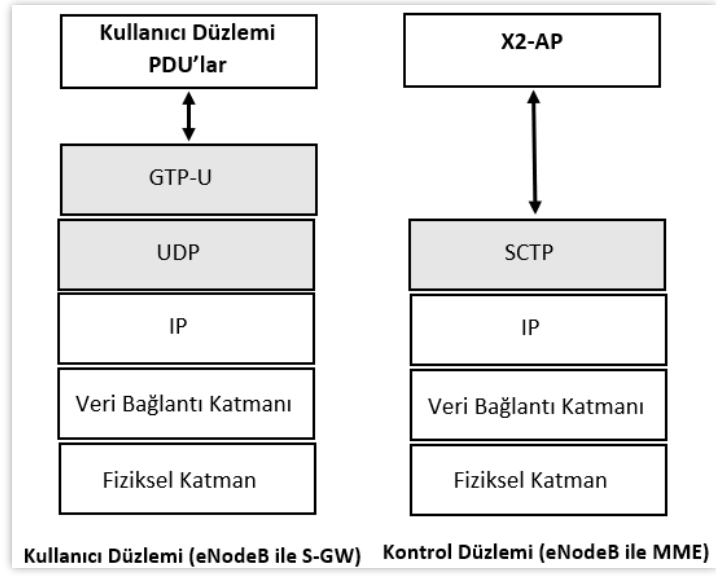 Kullanıcı Düzlemi
PDU’lar
GTP-U
UDP
IP
Veri Bağlantı Katmanı
Fiziksel Katman
Kullanıcı Düzlemi (eNodeB ile S-GW)
X2-AP
SCTP
IP
Veri Bağlantı Katmanı
Fiziksel Katman
Kontrol Düzlemi (eNodeB ile MME)